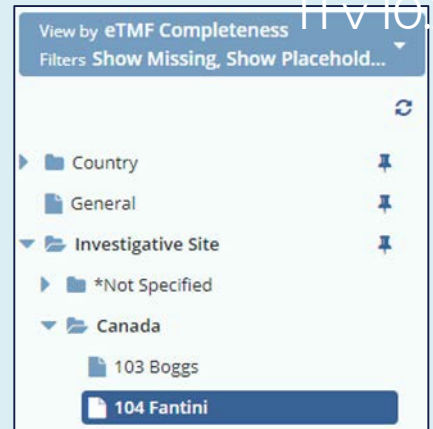 View by eTMF Completeness
Filters Show Missing, Show Placehold...
Country
General
Investigative Site
*Not Specified
Canada
103 Boggs
104 Fantini